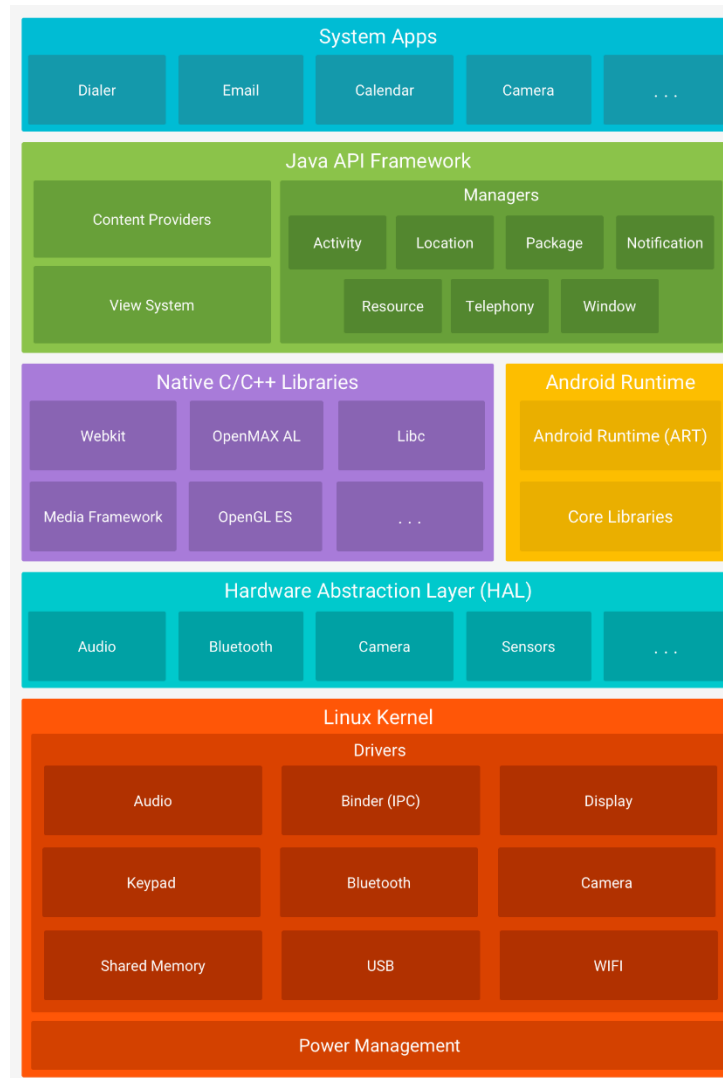 System Apps
Dialer
Email
Calendar
Camera
. . .
Java API Framework
Content Providers
View System
Managers
Activity
Location
Package
Notification
Resource
Telephony
Window
Native C/C++ Libraries
Webkit
OpenMAX AL
Libc
Media Framework
OpenGL ES
. . .
Android Runtime
Android Runtime (ART)
Core Libraries
Hardware Abstraction Layer (HAL)
Audio
Bluetooth
Camera
Sensors
. . .
Linux Kernel
Drivers
Audio
Binder (IPC)
Display
Keypad
Bluetooth
Camera
Shared Memory
USB
WIFI
Power Management